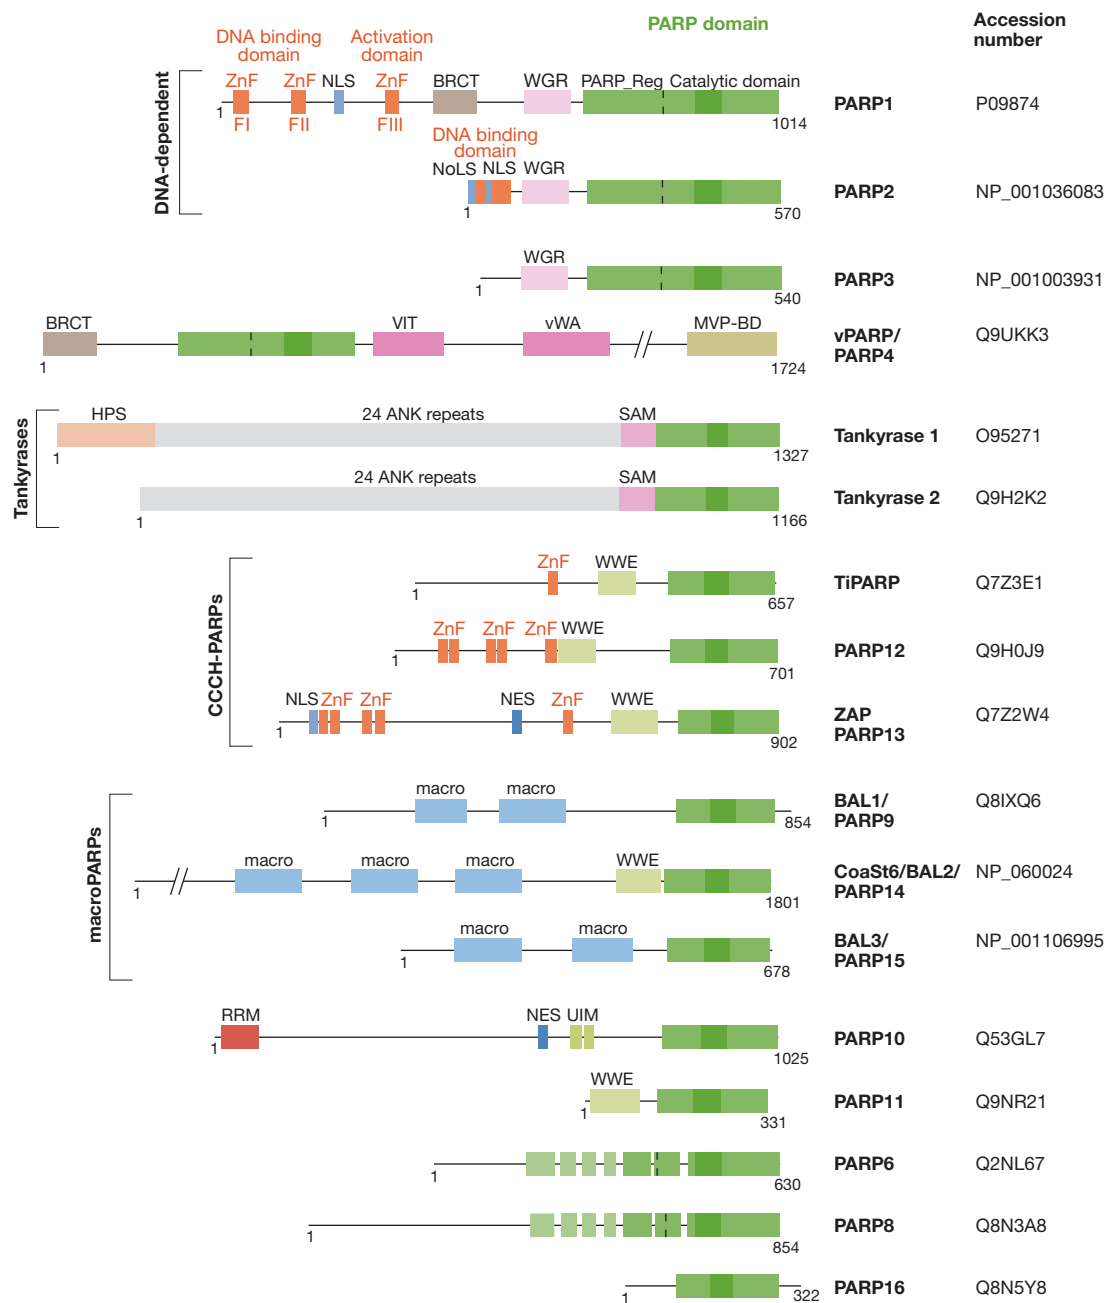 PARP domain
Accession
number
DNA binding
domain
Activation
domain
DNA-dependent
ZnF ZnF NLS ZnF BRCT WGR PARP_Reg Catalytic domain
1 FI FII FIII 1014
PARP1 P09874
DNA binding
domain
NoLS NLS WGR
1 570
PARP2 NP_001036083
WGR
1 540
PARP3 NP_001003931
BRCT VIT vWA MVP-BD
1 1724
vPARP/
PARP4
Q9UKK3
Tankyrases
HPS 24 ANK repeats SAM
1 1327
Tankyrase 1 O95271
24 ANK repeats SAM
1 1166
Tankyrase 2 Q9H2K2
CCCH-PARPs
ZnF WWE
1 657
TiPARP Q7Z3E1
ZnF ZnF ZnF WWE
1 701
PARP12 Q9H0J9
NLS ZnF ZnF NES ZnF WWE
1 902
ZAP
PARP13
Q7Z2W4
macroPARPs
macro macro
1 854
BAL1/
PARP9
Q8IXQ6
macro macro macro WWE
1 1801
CoaSt6/BAL2/
PARP14
NP_060024
macro macro
1 678
BAL3/
PARP15
NP_001106995
RRM NES UIM
1 1025
PARP10 Q53GL7
WWE
1 331
PARP11 Q9NR21
1 630
PARP6 Q2NL67
1 854
PARP8 Q8N3A8
1 322
PARP16 Q8N5Y8